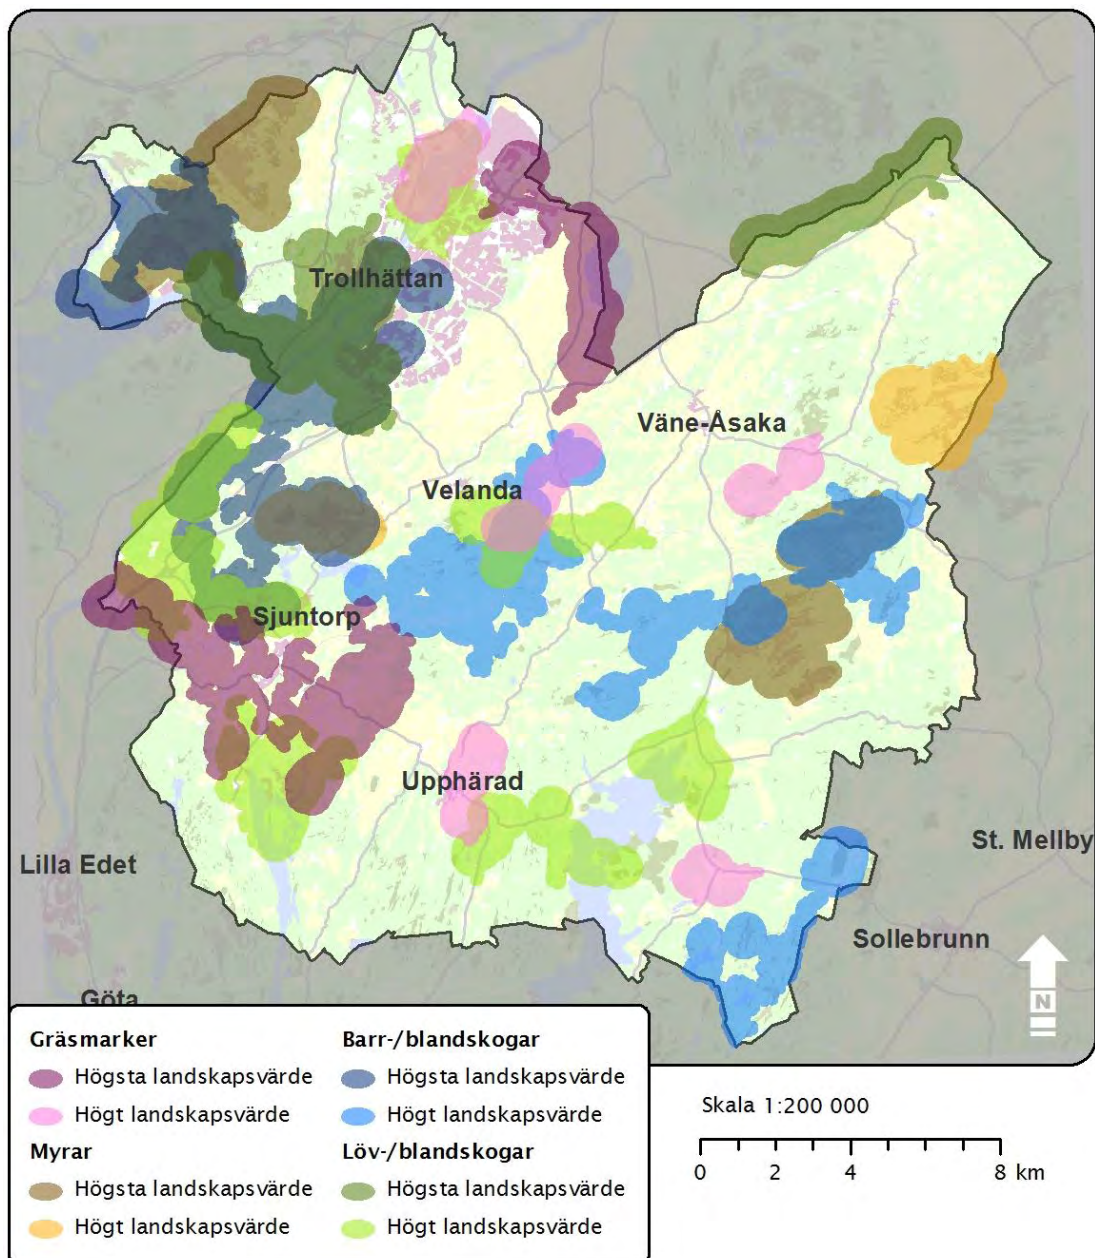 Trollhättan
Väne-Åsaka
Velanda
Sjuntorp
Upphärad
St. Mellby
Lilla Edet
Sollebrunn
Göta
N
Gräsmarker
Högsta landskapsvärde
Högt landskapsvärde
Myrar
Högsta landskapsvärde
Högt landskapsvärde
Barr-/blandskogar
Högsta landskapsvärde
Högt landskapsvärde
Löv-/blandskogar
Högsta landskapsvärde
Högt landskapsvärde
Skala 1:200 000
0 2 4 8 km